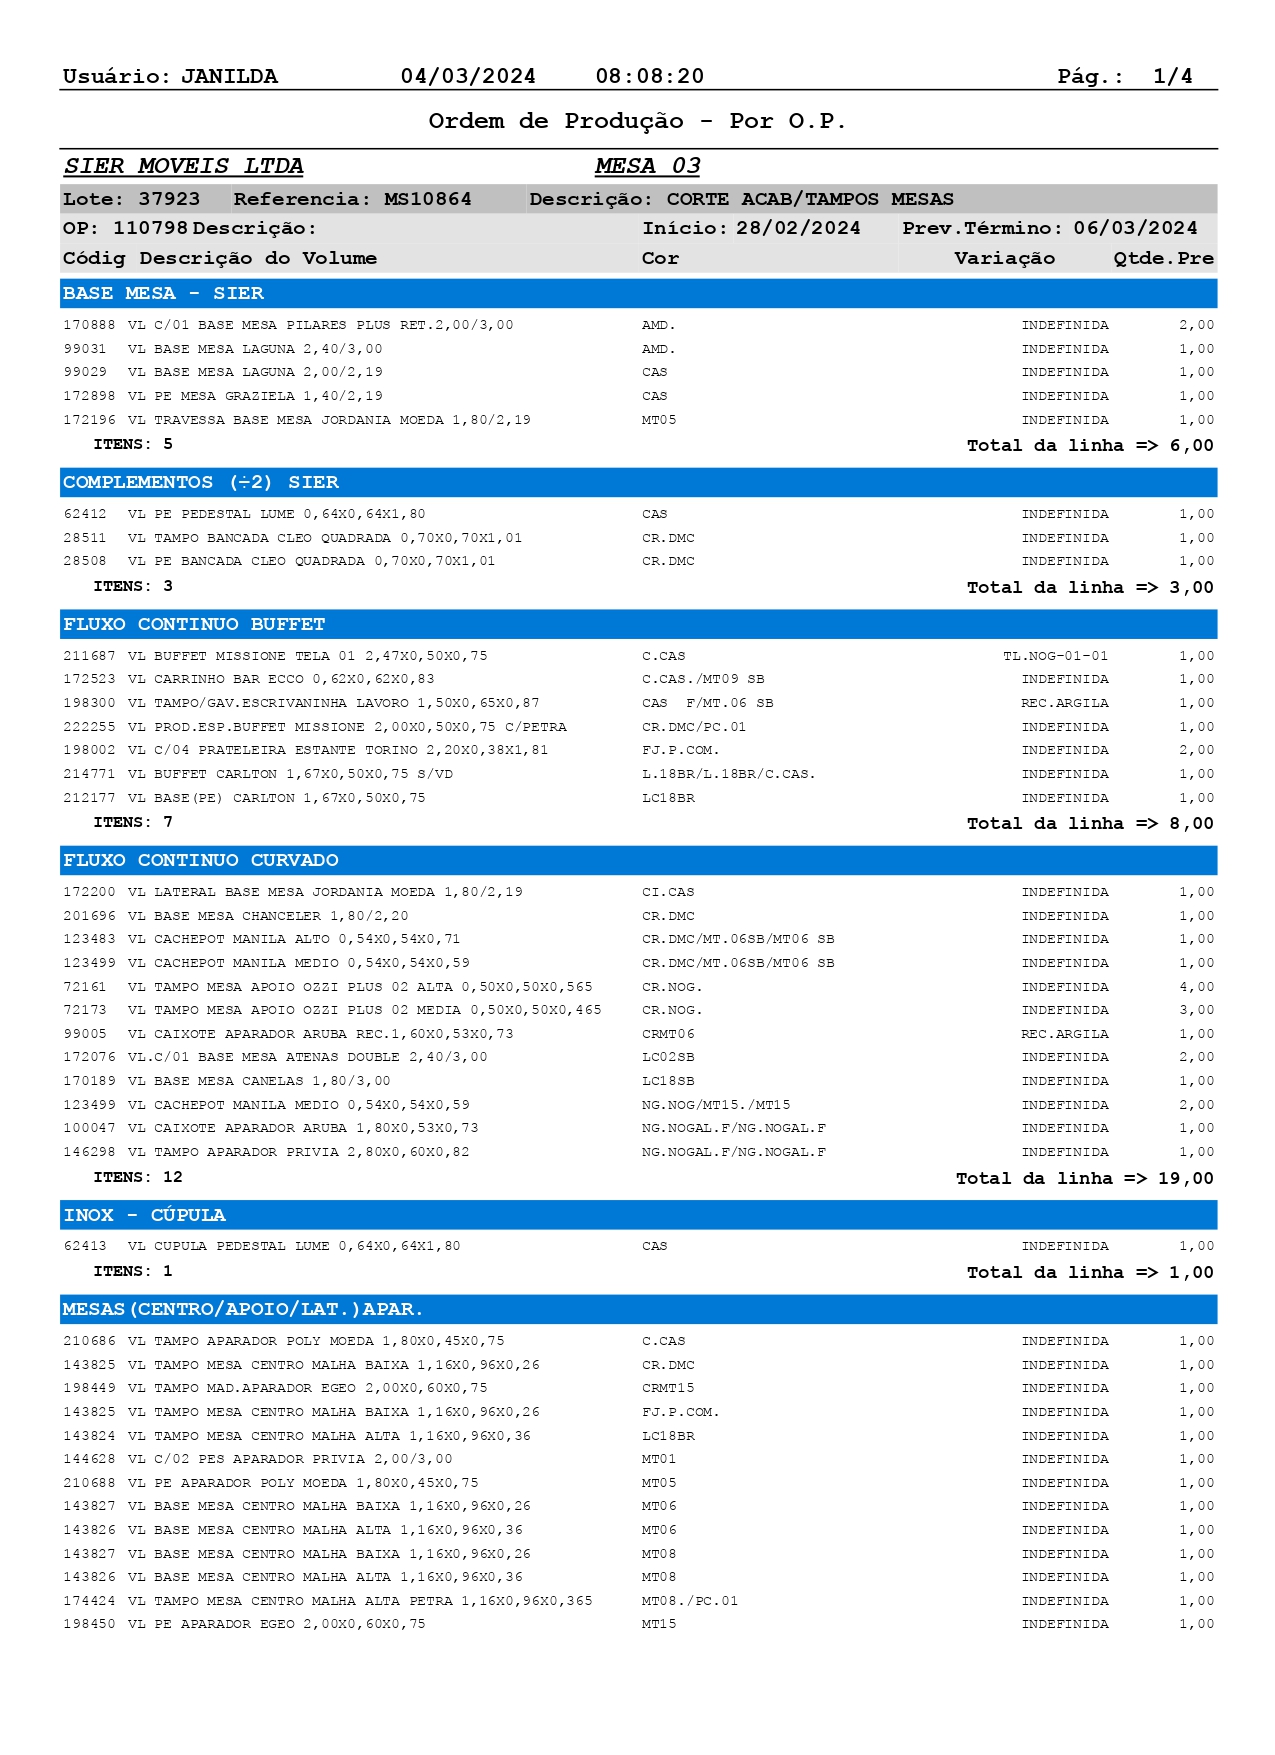 Usuário: JANILDA 04/03/2024 08:08:20 Pág.: 1/4
Ordem de Produção - Por O.P.
SIER MOVEIS LTDA MESA 03
Lote: 37923 Referencia: MS10864 Descrição: CORTE ACAB/TAMPOS MESAS
OP: 110798 Descrição: Início: 28/02/2024 Prev.Término: 06/03/2024
Códig Descrição do Volume Cor Variação Qtde.Pre
BASE MESA - SIER
170888 VL C/01 BASE MESA PILARES PLUS RET.2,00/3,00 AMD. INDEFINIDA 2,00
99031 VL BASE MESA LAGUNA 2,40/3,00 AMD. INDEFINIDA 1,00
99029 VL BASE MESA LAGUNA 2,00/2,19 CAS INDEFINIDA 1,00
172898 VL PE MESA GRAZIELA 1,40/2,19 CAS INDEFINIDA 1,00
172196 VL TRAVESSA BASE MESA JORDANIA MOEDA 1,80/2,19 MT05 INDEFINIDA 1,00
ITENS: 5 Total da linha => 6,00
COMPLEMENTOS (÷2) SIER
62412 VL PE PEDESTAL LUME 0,64X0,64X1,80 CAS INDEFINIDA 1,00
28511 VL TAMPO BANCADA CLEO QUADRADA 0,70X0,70X1,01 CR.DMC INDEFINIDA 1,00
28508 VL PE BANCADA CLEO QUADRADA 0,70X0,70X1,01 CR.DMC INDEFINIDA 1,00
ITENS: 3 Total da linha => 3,00
FLUXO CONTINUO BUFFET
211687 VL BUFFET MISSIONE TELA 01 2,47X0,50X0,75 C.CAS TL.NOG-01-01 1,00
172523 VL CARRINHO BAR ECCO 0,62X0,62X0,83 C.CAS./MT09 SB INDEFINIDA 1,00
198300 VL TAMPO/GAV.ESCRIVANINHA LAVORO 1,50X0,65X0,87 CAS  F/MT.06 SB REC.ARGILA 1,00
222255 VL PROD.ESP.BUFFET MISSIONE 2,00X0,50X0,75 C/PETRA CR.DMC/PC.01 INDEFINIDA 1,00
198002 VL C/04 PRATELEIRA ESTANTE TORINO 2,20X0,38X1,81 FJ.P.COM. INDEFINIDA 2,00
214771 VL BUFFET CARLTON 1,67X0,50X0,75 S/VD L.18BR/L.18BR/C.CAS. INDEFINIDA 1,00
212177 VL BASE(PE) CARLTON 1,67X0,50X0,75 LC18BR INDEFINIDA 1,00
ITENS: 7 Total da linha => 8,00
FLUXO CONTINUO CURVADO
172200 VL LATERAL BASE MESA JORDANIA MOEDA 1,80/2,19 CI.CAS INDEFINIDA 1,00
201696 VL BASE MESA CHANCELER 1,80/2,20 CR.DMC INDEFINIDA 1,00
123483 VL CACHEPOT MANILA ALTO 0,54X0,54X0,71 CR.DMC/MT.06SB/MT06 SB INDEFINIDA 1,00
123499 VL CACHEPOT MANILA MEDIO 0,54X0,54X0,59 CR.DMC/MT.06SB/MT06 SB INDEFINIDA 1,00
72161 VL TAMPO MESA APOIO OZZI PLUS 02 ALTA 0,50X0,50X0,565 CR.NOG. INDEFINIDA 4,00
72173 VL TAMPO MESA APOIO OZZI PLUS 02 MEDIA 0,50X0,50X0,465 CR.NOG. INDEFINIDA 3,00
99005 VL CAIXOTE APARADOR ARUBA REC.1,60X0,53X0,73 CRMT06 REC.ARGILA 1,00
172076 VL.C/01 BASE MESA ATENAS DOUBLE 2,40/3,00 LC02SB INDEFINIDA 2,00
170189 VL BASE MESA CANELAS 1,80/3,00 LC18SB INDEFINIDA 1,00
123499 VL CACHEPOT MANILA MEDIO 0,54X0,54X0,59 NG.NOG/MT15./MT15 INDEFINIDA 2,00
100047 VL CAIXOTE APARADOR ARUBA 1,80X0,53X0,73 NG.NOGAL.F/NG.NOGAL.F INDEFINIDA 1,00
146298 VL TAMPO APARADOR PRIVIA 2,80X0,60X0,82 NG.NOGAL.F/NG.NOGAL.F INDEFINIDA 1,00
ITENS: 12 Total da linha => 19,00
INOX - CÚPULA
62413 VL CUPULA PEDESTAL LUME 0,64X0,64X1,80 CAS INDEFINIDA 1,00
ITENS: 1 Total da linha => 1,00
MESAS(CENTRO/APOIO/LAT.)APAR.
210686 VL TAMPO APARADOR POLY MOEDA 1,80X0,45X0,75 C.CAS INDEFINIDA 1,00
143825 VL TAMPO MESA CENTRO MALHA BAIXA 1,16X0,96X0,26 CR.DMC INDEFINIDA 1,00
198449 VL TAMPO MAD.APARADOR EGEO 2,00X0,60X0,75 CRMT15 INDEFINIDA 1,00
143825 VL TAMPO MESA CENTRO MALHA BAIXA 1,16X0,96X0,26 FJ.P.COM. INDEFINIDA 1,00
143824 VL TAMPO MESA CENTRO MALHA ALTA 1,16X0,96X0,36 LC18BR INDEFINIDA 1,00
144628 VL C/02 PES APARADOR PRIVIA 2,00/3,00 MT01 INDEFINIDA 1,00
210688 VL PE APARADOR POLY MOEDA 1,80X0,45X0,75 MT05 INDEFINIDA 1,00
143827 VL BASE MESA CENTRO MALHA BAIXA 1,16X0,96X0,26 MT06 INDEFINIDA 1,00
143826 VL BASE MESA CENTRO MALHA ALTA 1,16X0,96X0,36 MT06 INDEFINIDA 1,00
143827 VL BASE MESA CENTRO MALHA BAIXA 1,16X0,96X0,26 MT08 INDEFINIDA 1,00
143826 VL BASE MESA CENTRO MALHA ALTA 1,16X0,96X0,36 MT08 INDEFINIDA 1,00
174424 VL TAMPO MESA CENTRO MALHA ALTA PETRA 1,16X0,96X0,365 MT08./PC.01 INDEFINIDA 1,00
198450 VL PE APARADOR EGEO 2,00X0,60X0,75 MT15 INDEFINIDA 1,00